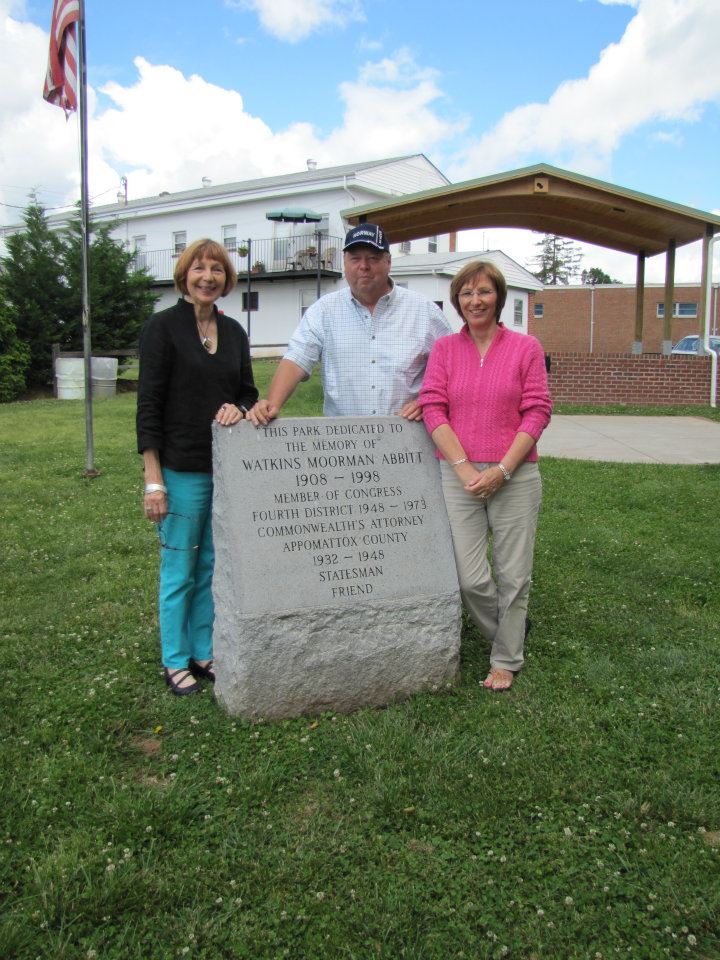 NORWAY
THIS PARK DEDICATED TO
THE MEMORY OF
WATKINS MOORMAN ABBITT
1908 – 1998
MEMBER OF CONGRESS
FOURTH DISTRICT 1948 – 1973
COMMONWEALTH'S ATTORNEY
APPOMATTOX COUNTY
1932 – 1948
STATESMAN
FRIEND